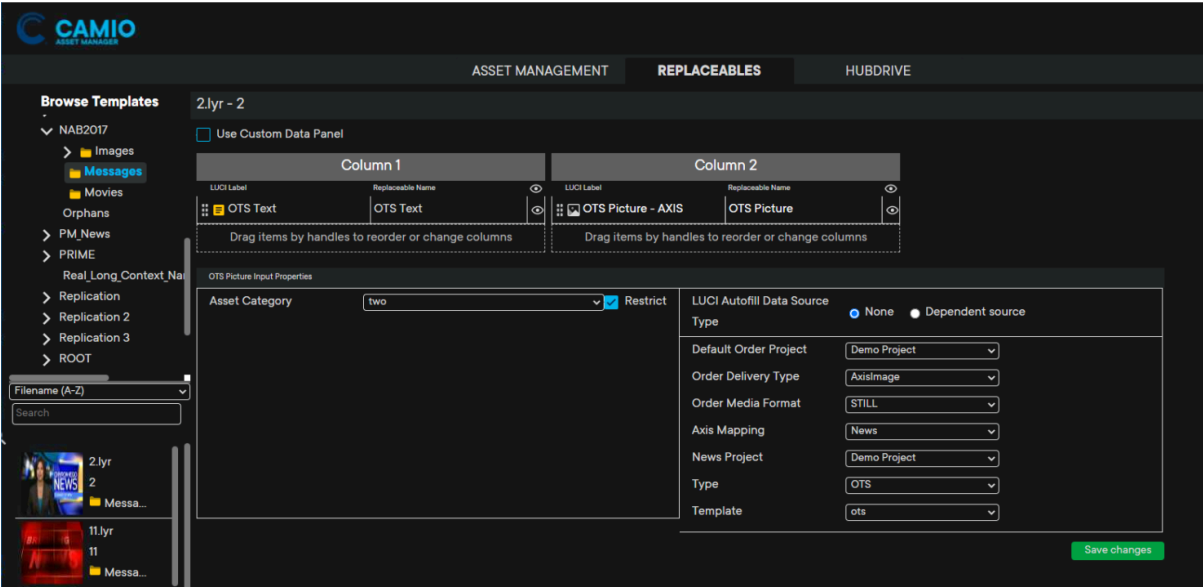 CAMIO
ASSET MANAGER
ASSET MANAGEMENT REPLACEABLES HUBDRIVE
Browse Templates
NAB2017
Images
Messages
Movies
Orphans
PM_News
PRIME
Real_Long_Context_Na
Replication
Replication 2
Replication 3
ROOT
Filename (A-Z)
Search
2.lyr
2
Messa...
NEWS
11.lyr
11
Messa...
2.lyr - 2
Use Custom Data Panel
Column 1 Column 2
LUCI Label Replaceable Name LUCI Label Replaceable Name
OTS Text OTS Text OTS Picture - AXIS OTS Picture
Drag items by handles to reorder or change columns Drag items by handles to reorder or change columns
OTS Picture Input Properties
Asset Category two Restrict
LUCI Autofill Data Source
Type
None Dependent source
Default Order Project Demo Project
Order Delivery Type AxisImage
Order Media Format STILL
Axis Mapping News
News Project Demo Project
Type OTS
Template ots
Save changes